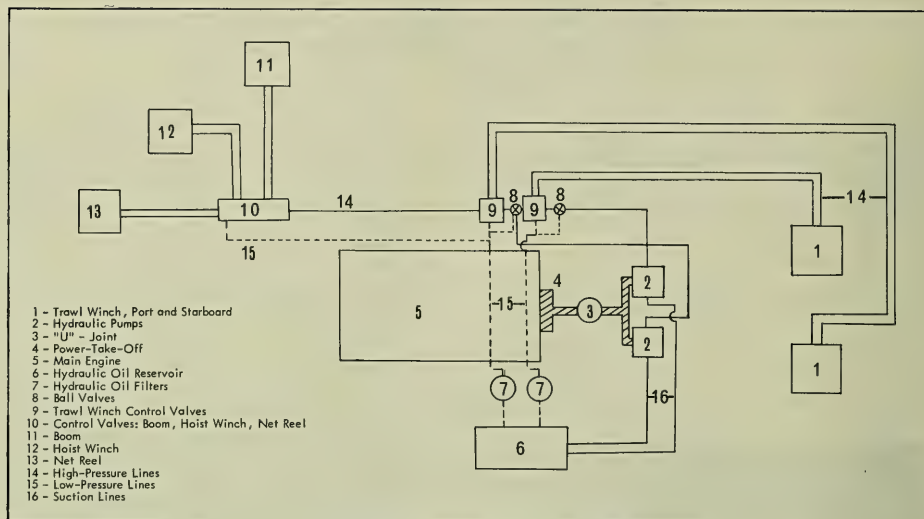 11
12
13
10
14
9
8
9
8
14
15
1
2
4
5
3
15
2
1
7
7
16
6
1 - Trawl Winch, Port and Starboard
2 - Hydraulic Pumps
3 - "U" - Joint
4 - Power-Take-Off
5 - Main Engine
6 - Hydraulic Oil Reservoir
7 - Hydraulic Oil Filters
8 - Ball Valves
9 - Trawl Winch Control Valves
10 - Control Valves: Boom, Hoist Winch, Net Reel
11 - Boom
12 - Hoist Winch
13 - Net Reel
14 - High-Pressure Lines
15 - Low-Pressure Lines
16 - Suction Lines